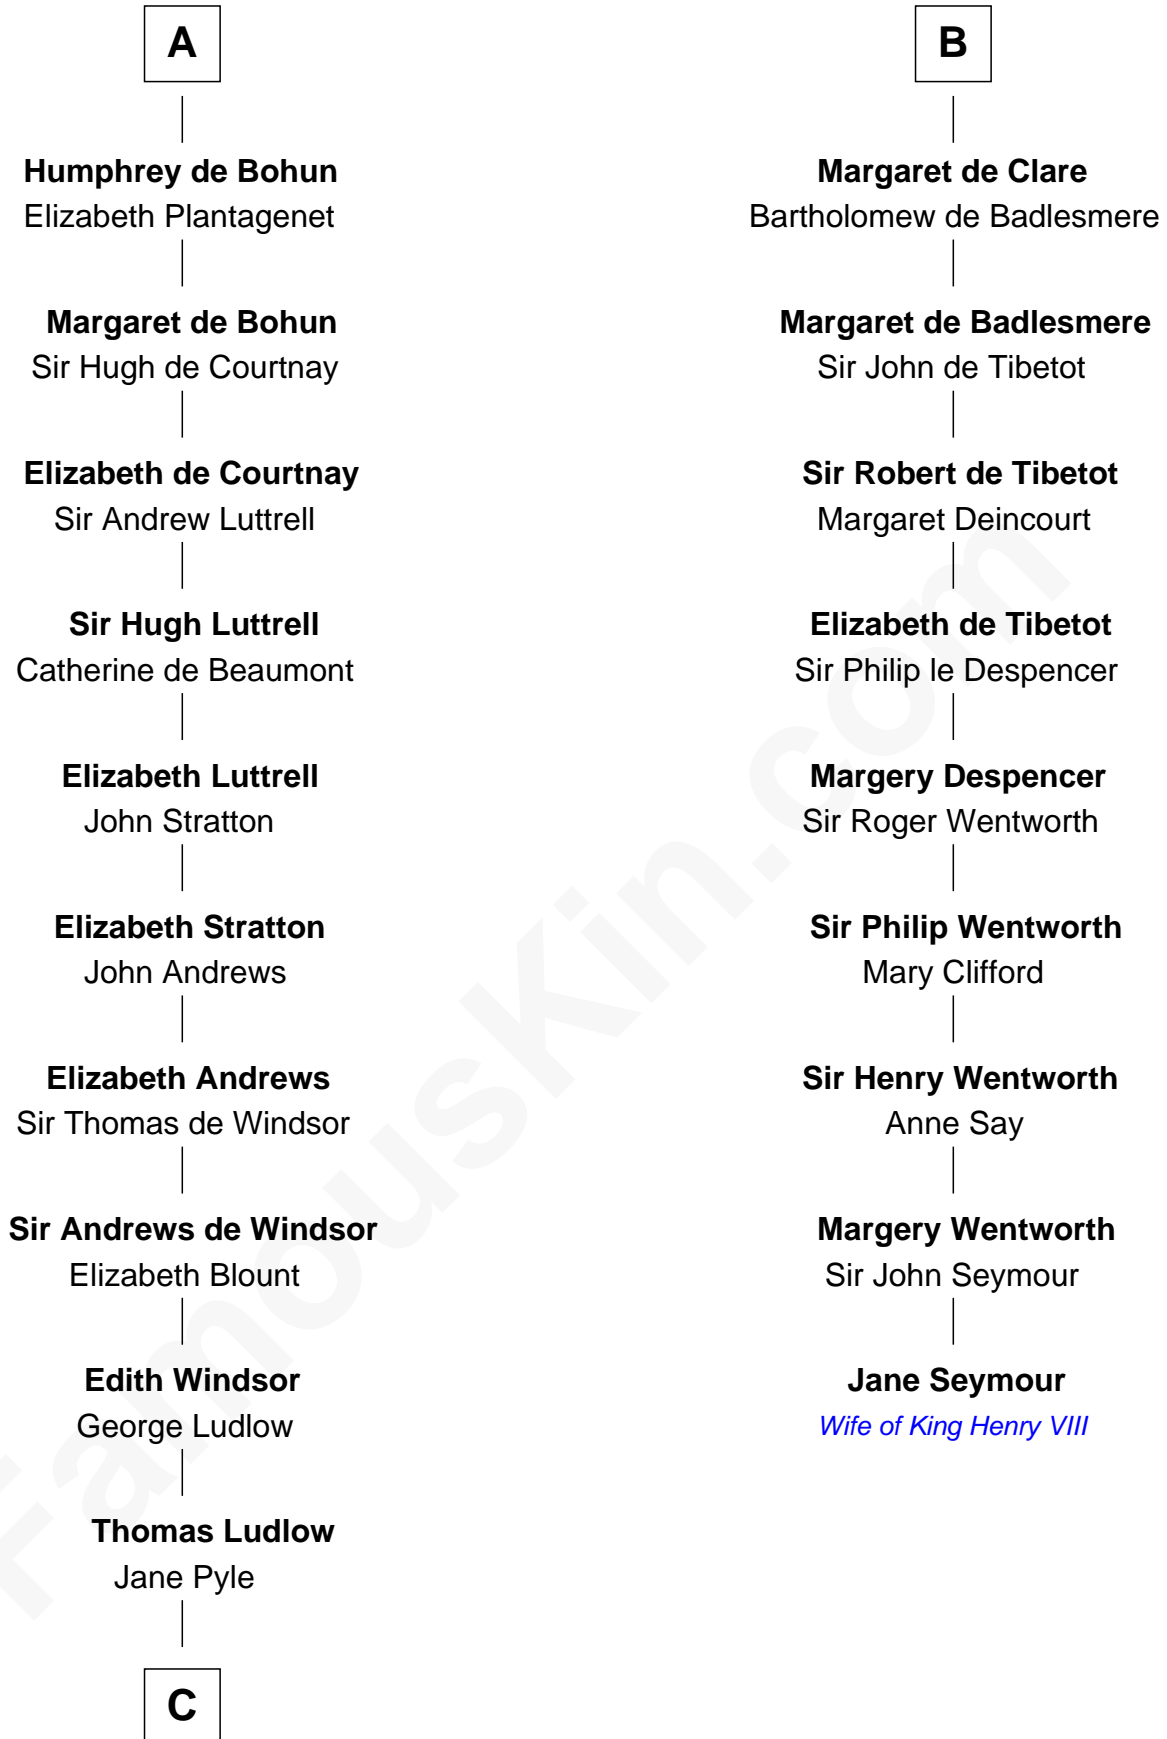 A
Humphrey de Bohun
Elizabeth Plantagenet
Margaret de Bohun
Sir Hugh de Courtnay
Elizabeth de Courtnay
Sir Andrew Luttrell
Sir Hugh Luttrell
Catherine de Beaumont
Elizabeth Luttrell
John Stratton
Elizabeth Stratton
John Andrews
Elizabeth Andrews
Sir Thomas de Windsor
Sir Andrews de Windsor
Elizabeth Blount
Edith Windsor
George Ludlow
Thomas Ludlow
Jane Pyle
C
B
Margaret de Clare
Bartholomew de Badlesmere
Margaret de Badlesmere
Sir John de Tibetot
Sir Robert de Tibetot
Margaret Deincourt
Elizabeth de Tibetot
Sir Philip le Despencer
Margery Despencer
Sir Roger Wentworth
Sir Philip Wentworth
Mary Clifford
Sir Henry Wentworth
Anne Say
Margery Wentworth
Sir John Seymour
Jane Seymour
Wife of King Henry VIII
FamousKin.com